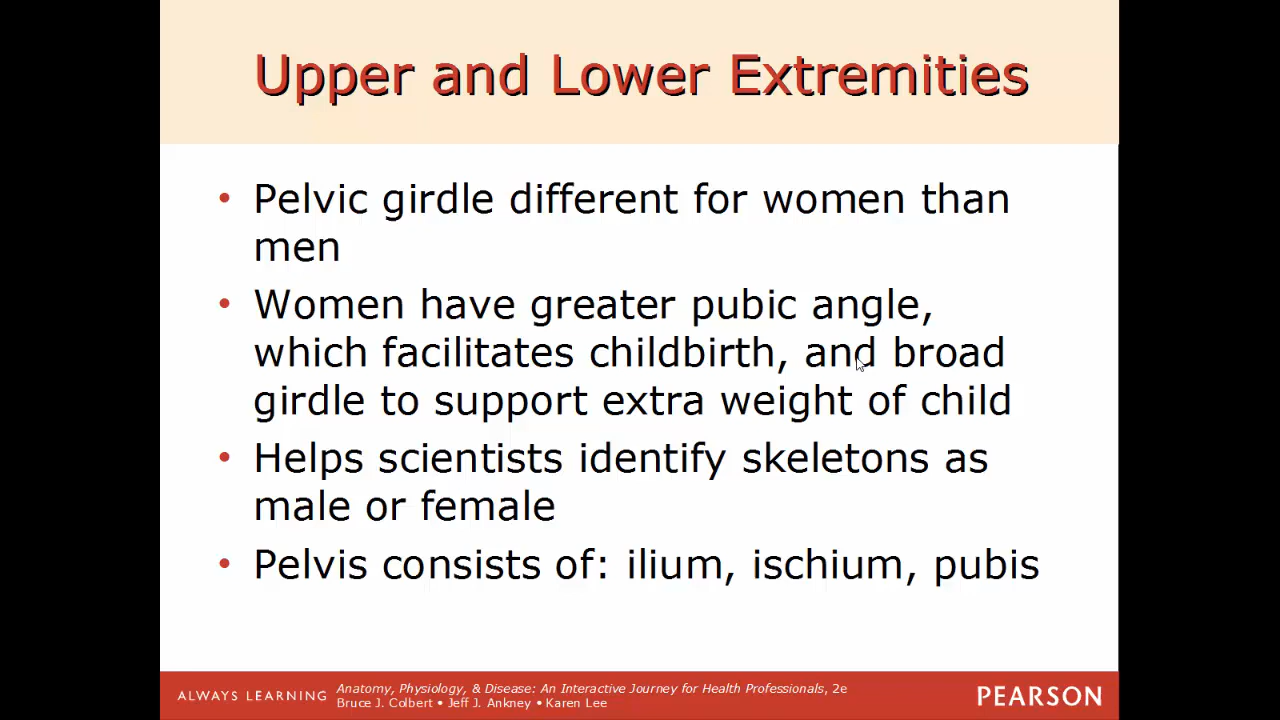 Upper and Lower Extremities
• Pelvic girdle different for women than
men
• Women have greater pubic angle,
which facilitates childbirth, and broad
girdle to support extra weight of child
• Helps scientists identify skeletons as
male or female
• Pelvis consists of: ilium, ischium, pubis
ALWAYS LEARNING
Anatomy, Physiology, & Disease: An Interactive Journey for Health Professionals, 2e
Bruce J. Colbert • Jeff J. Ankney • Karen Lee
PEARSON